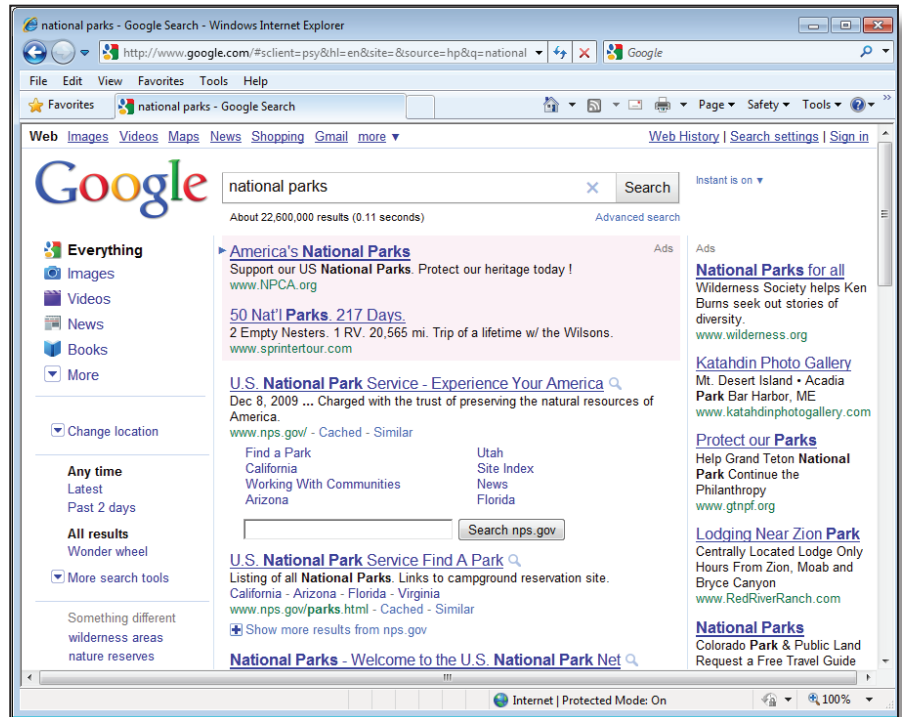 national parks - Google Search - Windows Internet Explorer
http://www.google.com/#sclient=psy&hl=en&site=&source=hp&q=national
Google
File Edit View Favorites Tools Help
Favorites
national parks - Google Search
Page Safety Tools
Web Images Videos Maps News Shopping Gmail more
Web History | Search settings | Sign in
Google
national parks
Search
Instant is on
About 22,600,000 results (0.11 seconds)
Advanced search
Everything
Images
Videos
News
Books
More
Change location
Any time
Latest
Past 2 days
All results
Wonder wheel
More search tools
Something different
wilderness areas
nature reserves
America's National Parks
Ads
Support our US National Parks. Protect our heritage today !
www.NPCA.org
50 Nat'l Parks. 217 Days.
2 Empty Nesters. 1 RV. 20,565 mi. Trip of a lifetime w/ the Wilsons.
www.sprintertour.com
U.S. National Park Service - Experience Your America
Dec 8, 2009 ... Charged with the trust of preserving the natural resources of
America.
www.nps.gov/ - Cached - Similar
Find a Park Utah
California Site Index
Working With Communities News
Arizona Florida
Search nps.gov
U.S. National Park Service Find A Park
Listing of all National Parks. Links to campground reservation site.
California - Arizona - Florida - Virginia
www.nps.gov/parks.html - Cached - Similar
Show more results from nps.gov
National Parks - Welcome to the U.S. National Park Net
Ads
National Parks for all
Wilderness Society helps Ken
Burns seek out stories of
diversity.
www.wilderness.org
Katahdin Photo Gallery
Mt. Desert Island • Acadia
Park Bar Harbor, ME
www.katahdinphotogallery.com
Protect our Parks
Help Grand Teton National
Park Continue the
Philanthropy
www.gtnpf.org
Lodging Near Zion Park
Centrally Located Lodge Only
Hours From Zion, Moab and
Bryce Canyon
www.RedRiverRanch.com
National Parks
Colorado Park & Public Land
Request a Free Travel Guide
Internet | Protected Mode: On
100%